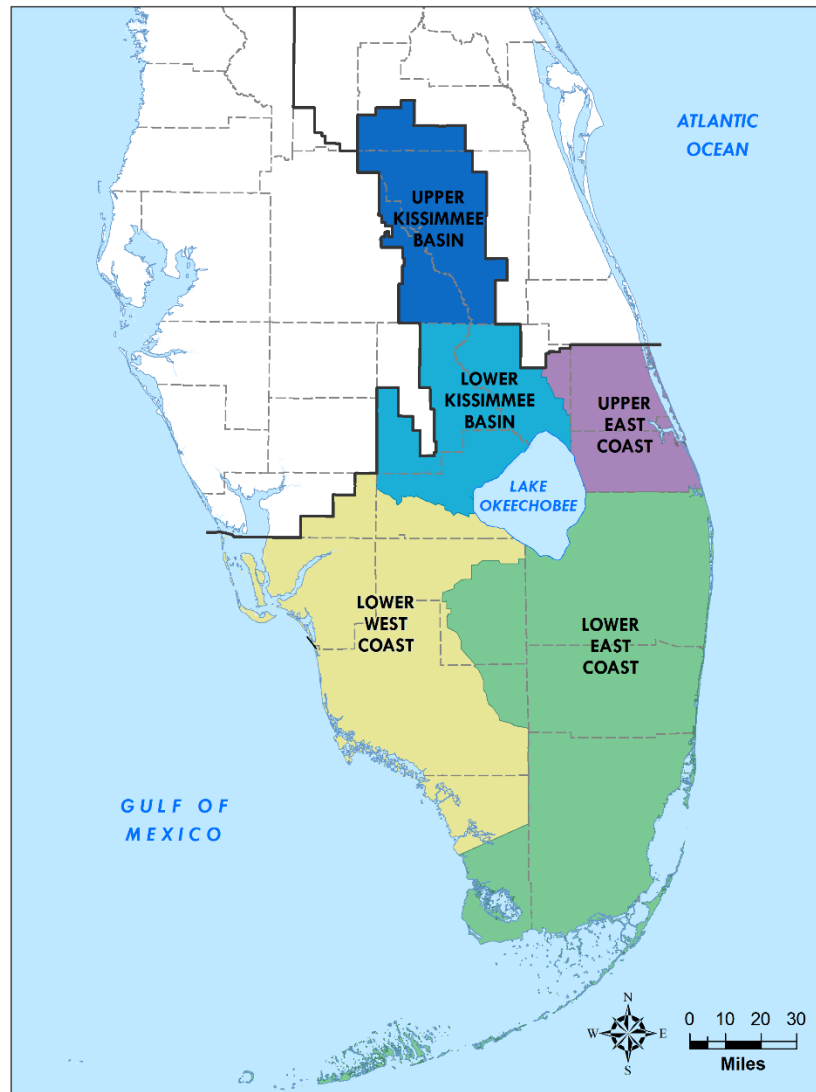 ATLANTIC
OCEAN
UPPER
KISSIMMEE
BASIN
LOWER
KISSIMMEE
BASIN
UPPER
EAST
COAST
LAKE
OKEECHOBEE
LOWER
WEST
COAST
LOWER
EAST
COAST
GULF OF
MEXICO
N
W E
S
0 10 20 30
Miles